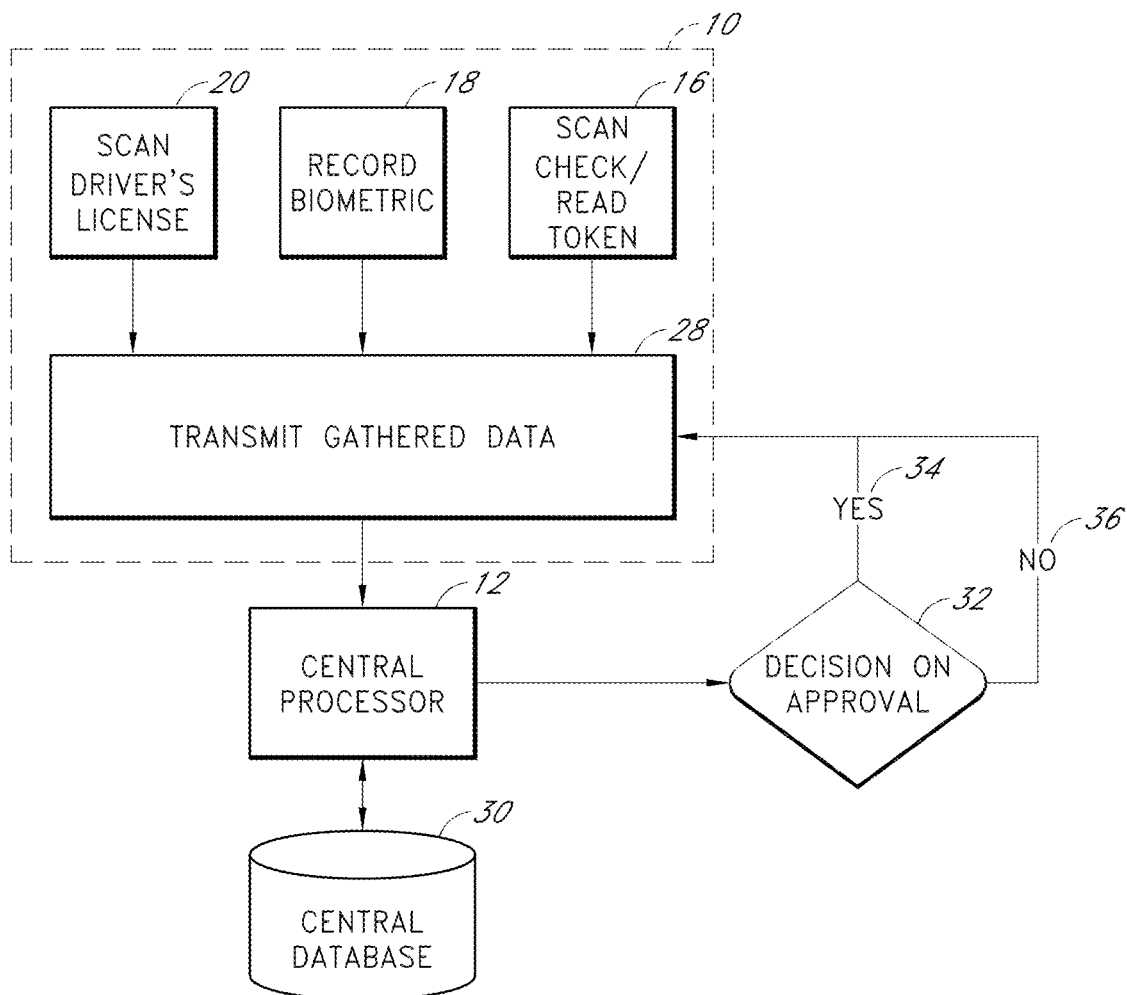 10
20
18
16
SCAN
DRIVER'S
LICENSE
RECORD
BIOMETRIC
SCAN
CHECK/
READ
TOKEN
28
TRANSMIT GATHERED DATA
34
YES
36
NO
12
CENTRAL
PROCESSOR
32
DECISION ON
APPROVAL
30
CENTRAL
DATABASE